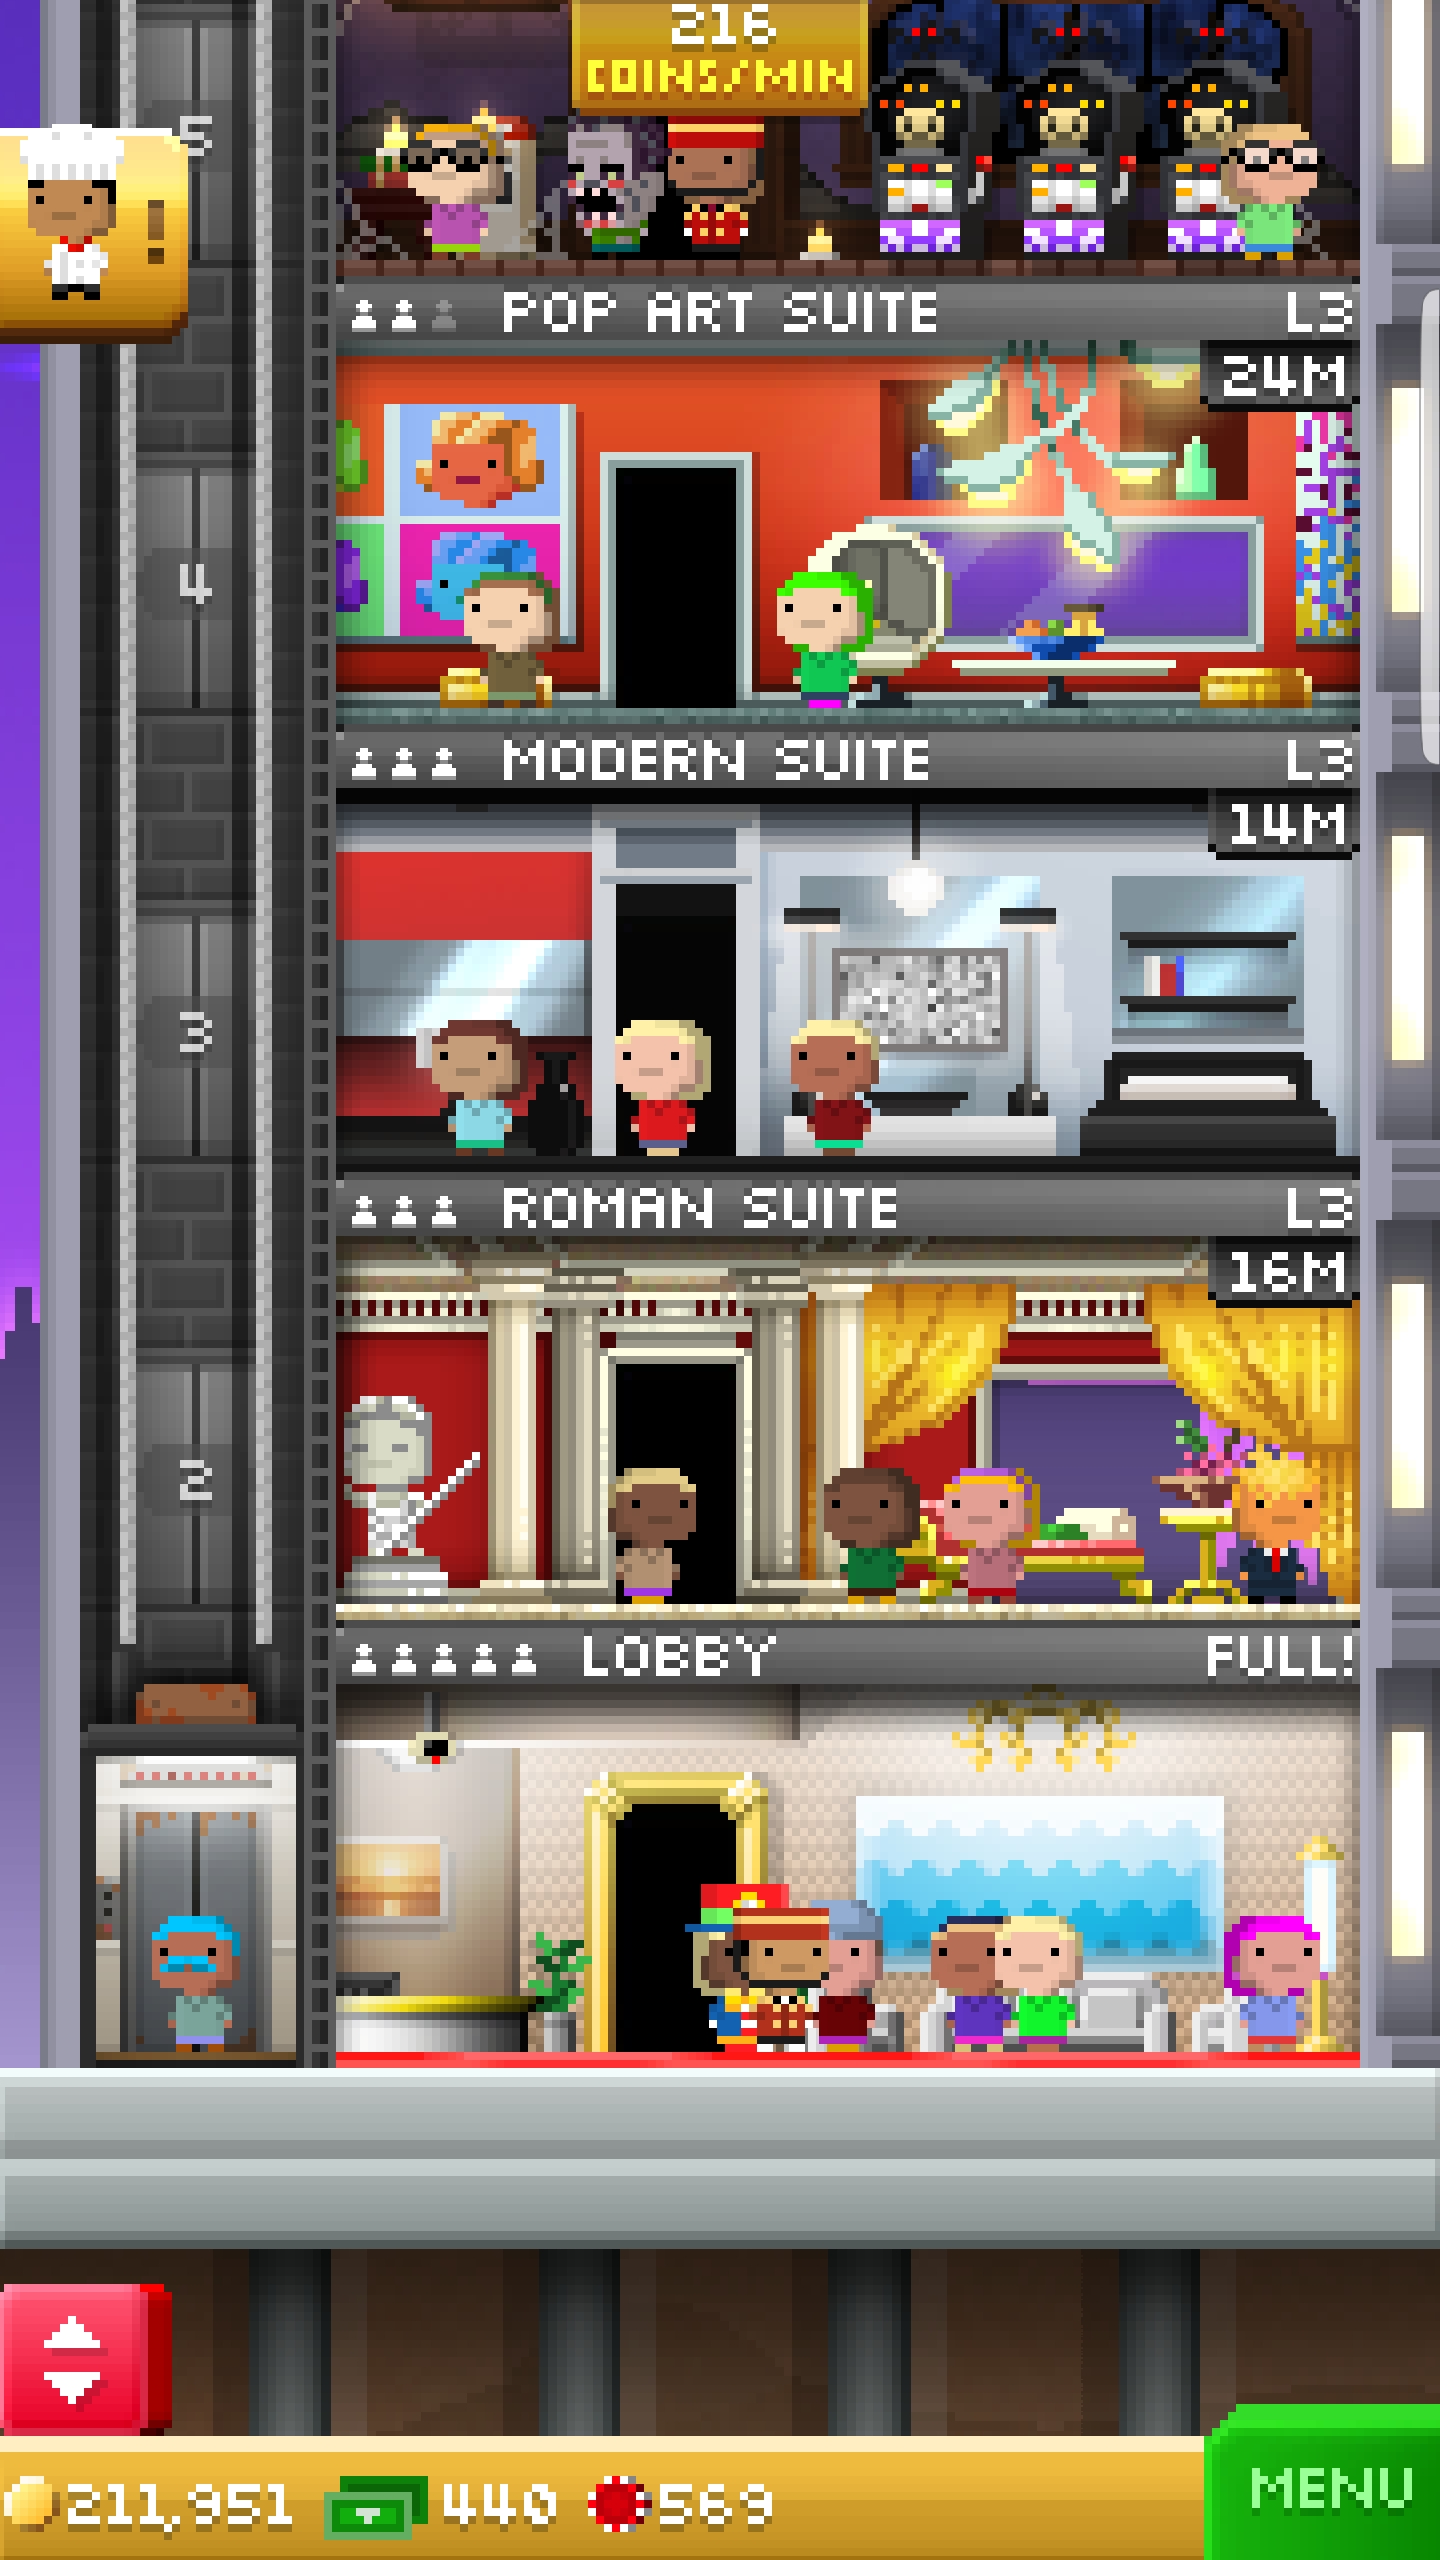 216
COINS/MIN
5
!
POP ART SUITE L3
24M
4
MODERN SUITE L3
14M
3
ROMAN SUITE L3
16M
2
LOBBY FULL!
211,951 440 569
MENU